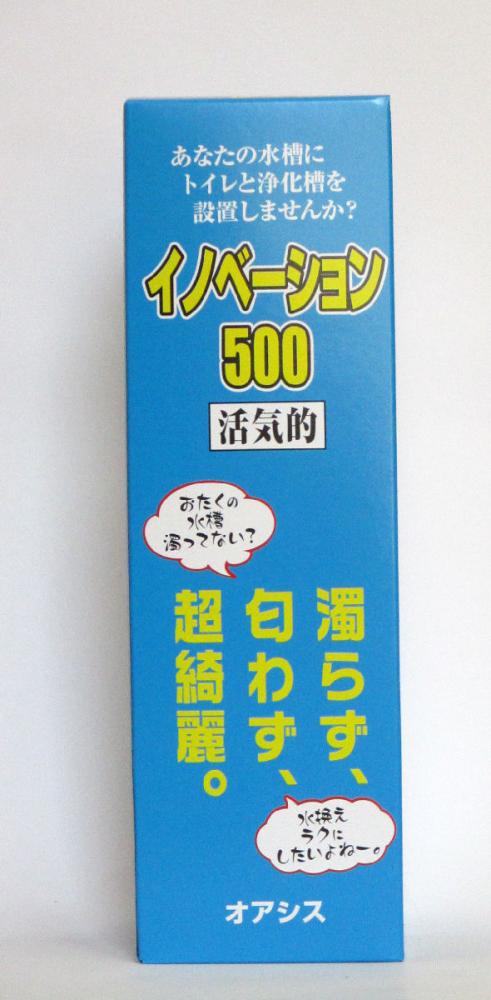 あなたの水槽に
トイレと浄化槽を
設置しませんか？
イノベーション
500
活気的
おたくの
水槽
濁ってない？
濁らず、
匂わず、
超綺麗。
水換え
ラクに
したいよねー。
オアシス